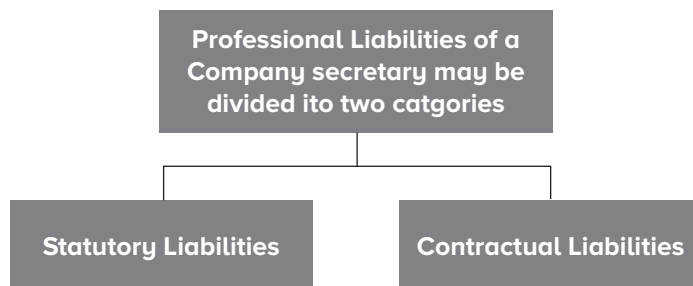 Professional Liabilities of a
Company secretary may be
divided ito two catgories
Statutory Liabilities
Contractual Liabilities